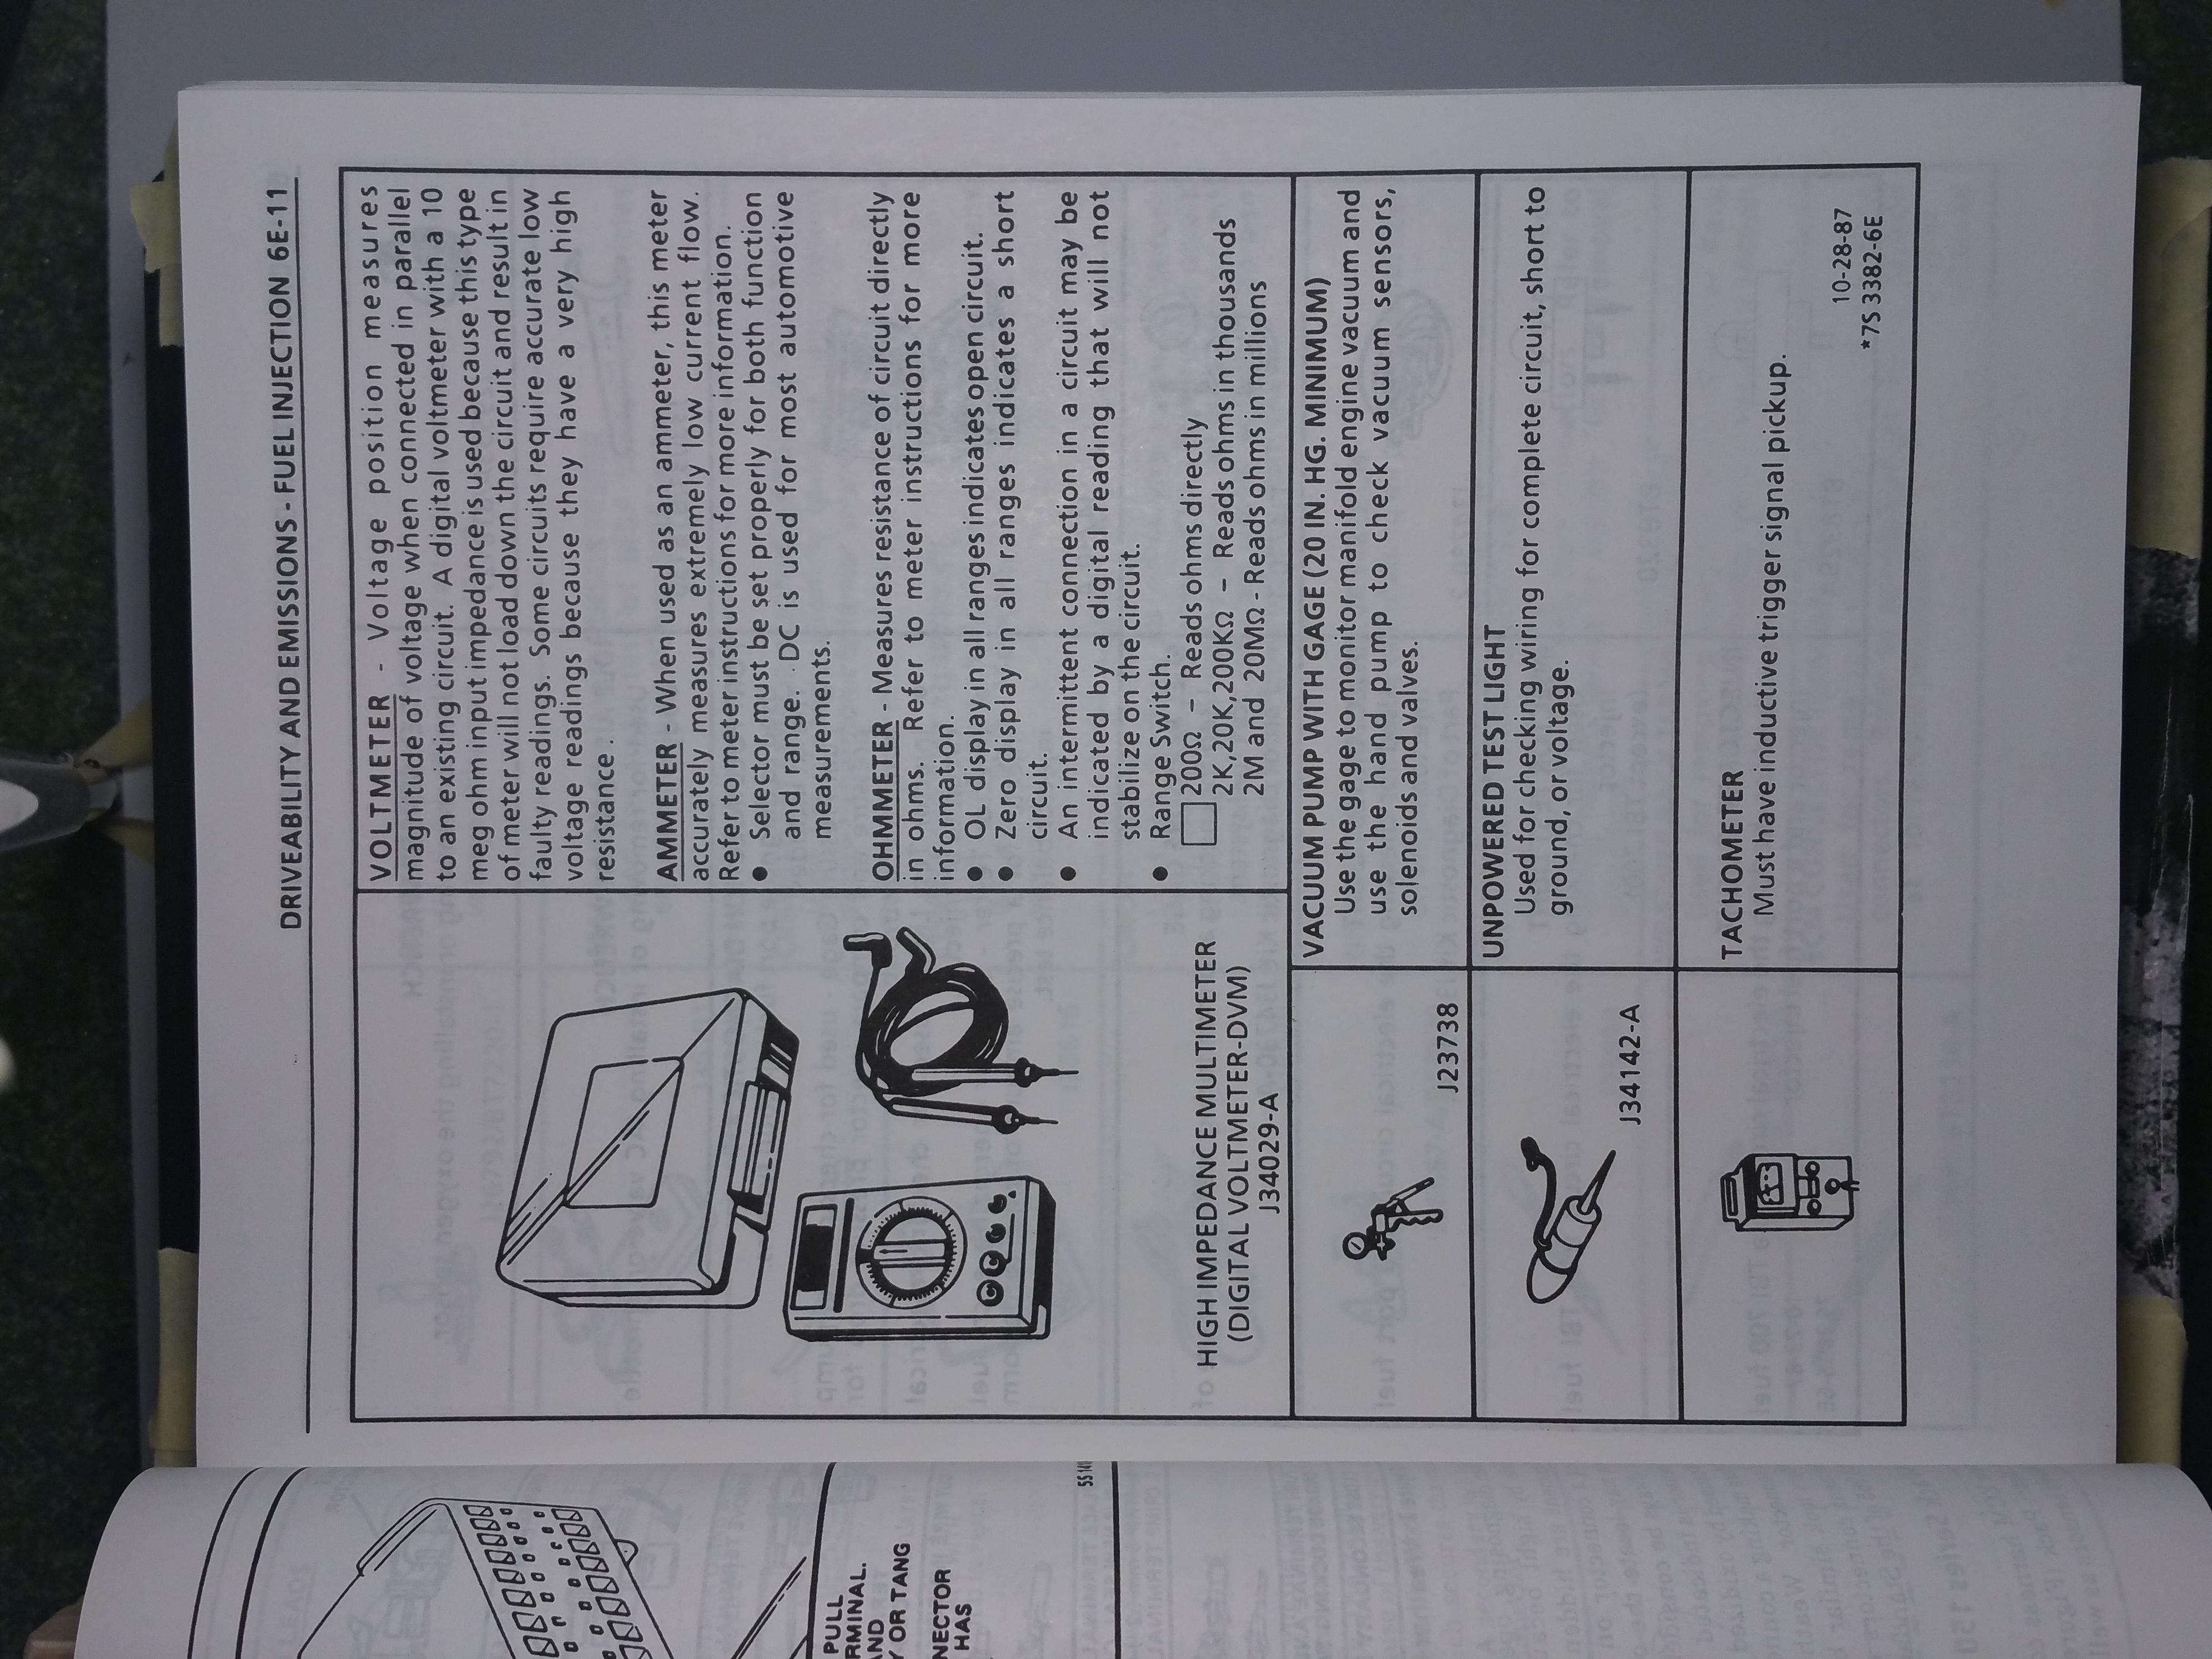 DRIVEABILITY AND EMISSIONS - FUEL INJECTION 6E-11
VOLTMETER - Voltage position measures
magnitude of voltage when connected in parallel
to an existing circuit. A digital voltmeter with a 10
meg ohm input impedance is used because this type
of meter will not load down the circuit and result in
faulty readings. Some circuits require accurate low
voltage readings because they have a very high
resistance .
AMMETER - When used as an ammeter, this meter
accurately measures extremely low current flow.
Refer to meter instructions for more information.
● Selector must be set properly for both function
and range. DC is used for most automotive
measurements.
OHMMETER - Measures resistance of circuit directly
in ohms. Refer to meter instructions for more
information.
● OL display in all ranges indicates open circuit.
● Zero display in all ranges indicates a short
circuit.
● An intermittent connection in a circuit may be
indicated by a digital reading that will not
stabilize on the circuit.
● Range Switch.
200Ω – Reads ohms directly
2K,20K,200KΩ – Reads ohms in thousands
2M and 20MΩ - Reads ohms in millions
HIGH IMPEDANCE MULTIMETER
(DIGITAL VOLTMETER-DVM)
J34029-A
VACUUM PUMP WITH GAGE (20 IN. HG. MINIMUM)
Use the gage to monitor manifold engine vacuum and
use the hand pump to check vacuum sensors,
solenoids and valves.
J23738
UNPOWERED TEST LIGHT
Used for checking wiring for complete circuit, short to
ground, or voltage.
J34142-A
TACHOMETER
Must have inductive trigger signal pickup.
10-28-87
*7S 3382-6E
PULL
RMINAL.
AND
Y OR TANG
NECTOR
HAS